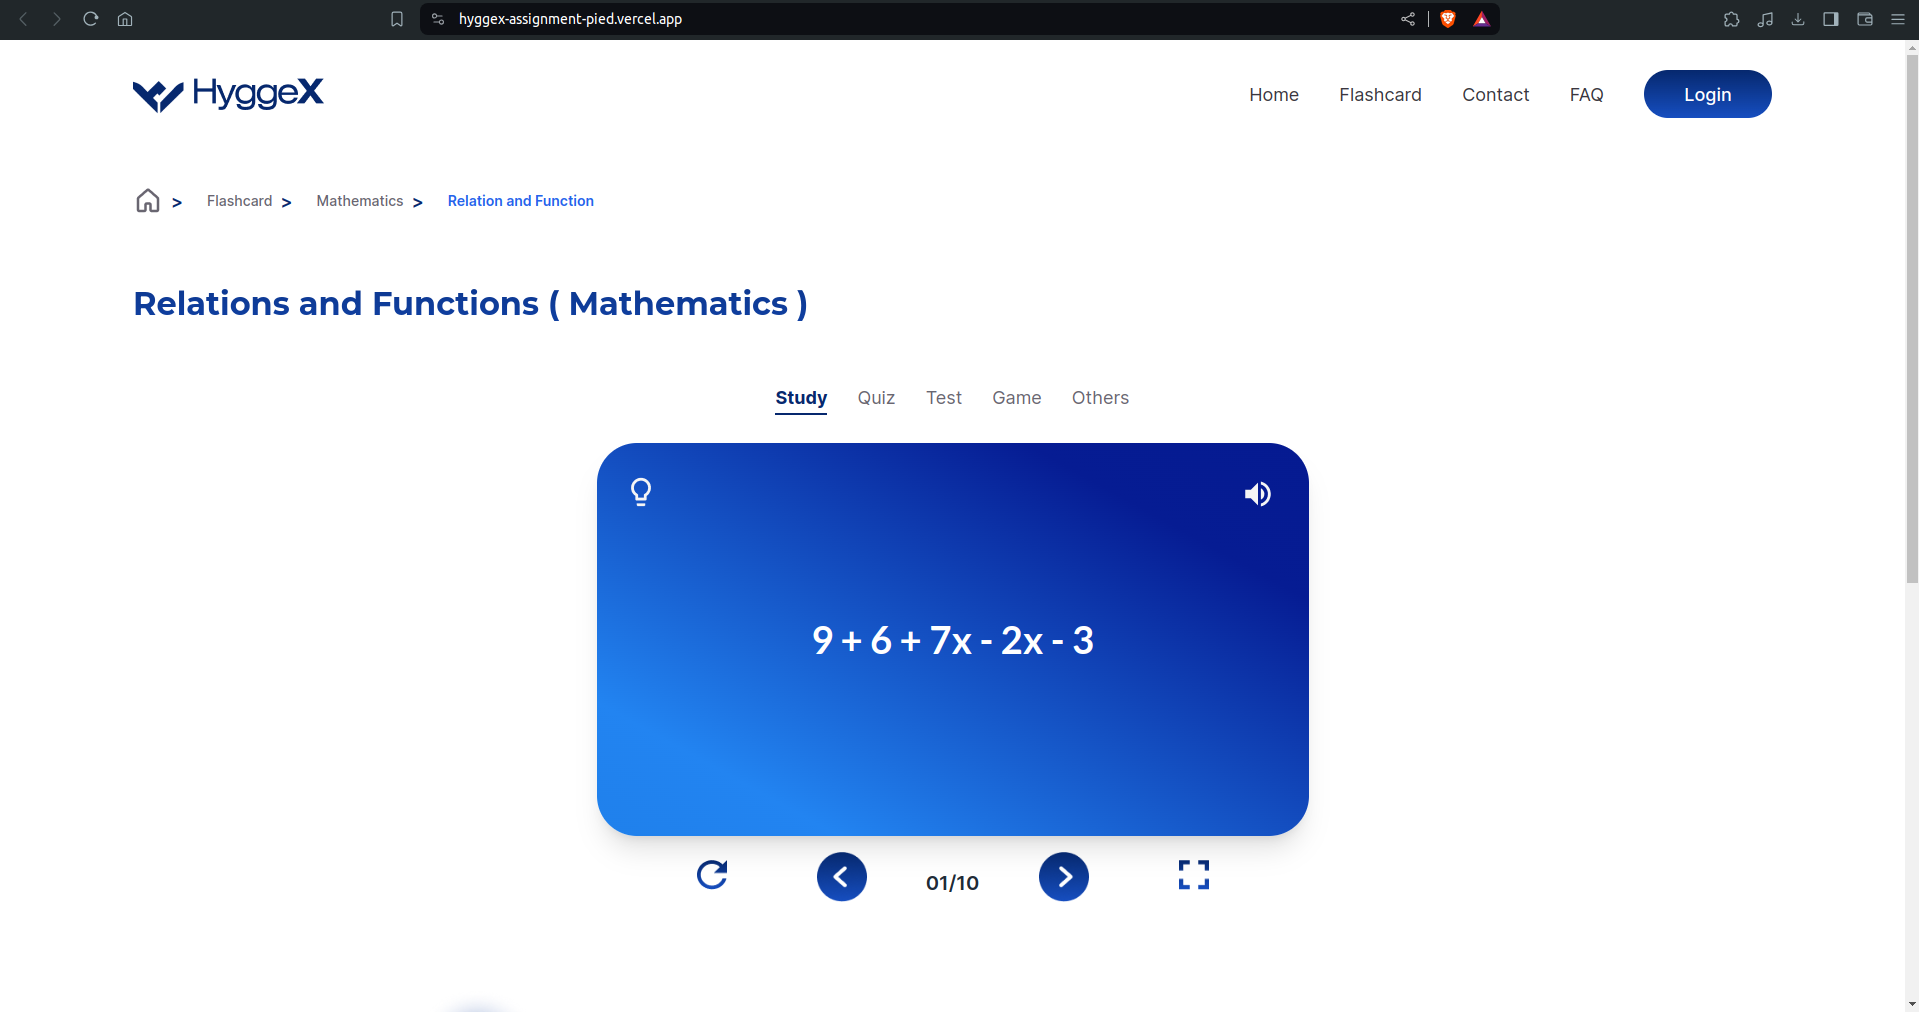 hyggex-assignment-pied.vercel.app
HyggeX
Home Flashcard Contact FAQ Login
> Flashcard > Mathematics > Relation and Function
Relations and Functions ( Mathematics )
Study Quiz Test Game Others
9 + 6 + 7x - 2x - 3
01/10